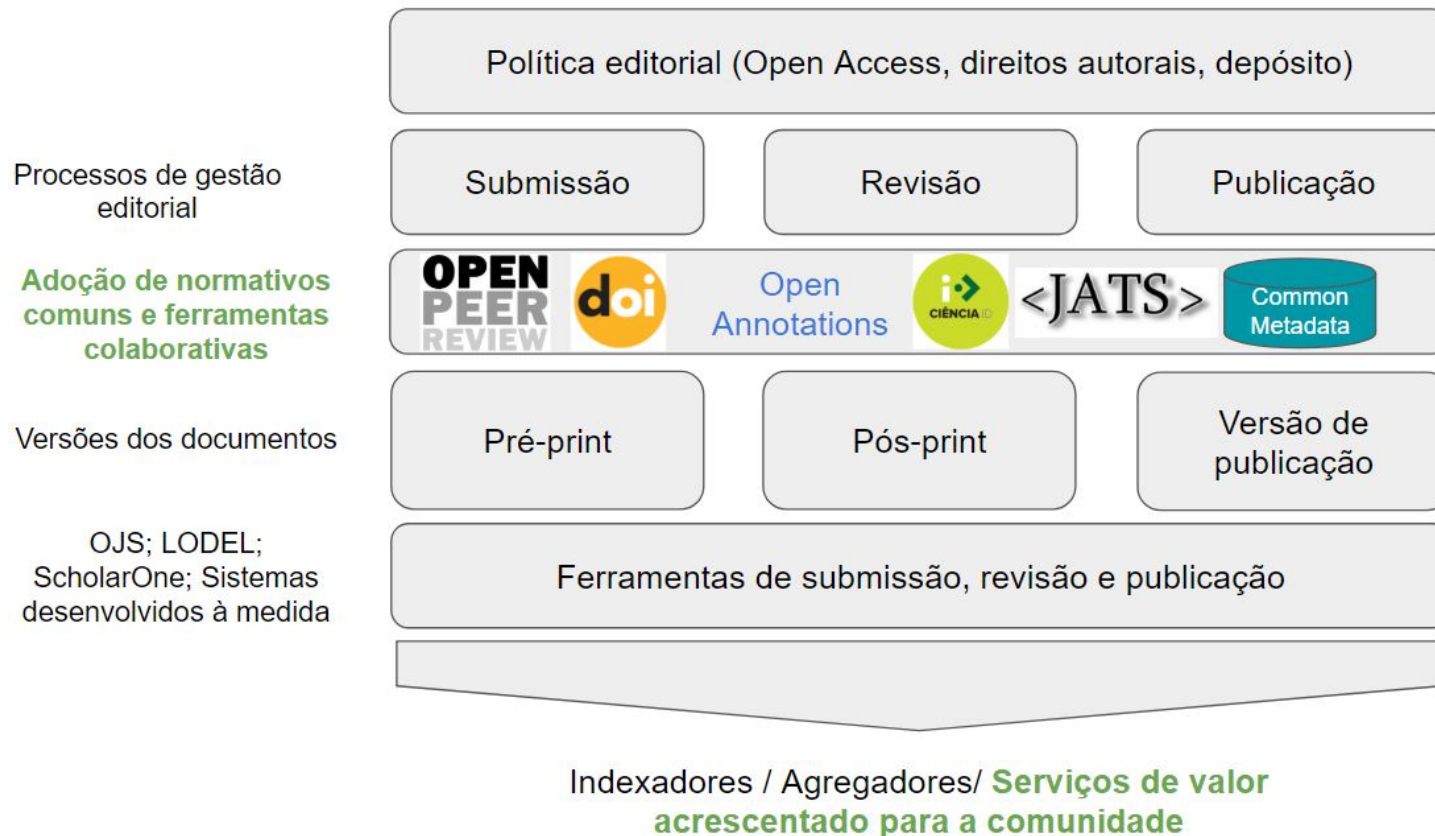 Política editorial (Open Access, direitos autorais, depósito)
Processos de gestão
editorial
Submissão
Revisão
Publicação
Adoção de normativos
comuns e ferramentas
colaborativas
OPEN
PEER
REVIEW
doi
Open
Annotations
CIÊNCIA ID
<JATS>
Common
Metadata
Versões dos documentos
Pré-print
Pós-print
Versão de
publicação
OJS; LODEL;
ScholarOne; Sistemas
desenvolvidos à medida
Ferramentas de submissão, revisão e publicação
Indexadores / Agregadores/ Serviços de valor
acrescentado para a comunidade